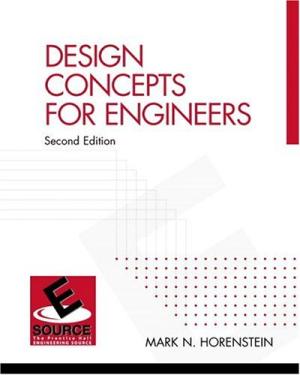 DESIGN
CONCEPTS
FOR ENGINEERS
Second Edition
E
SOURCE
The Prentice Hall
ENGINEERING SOURCE
MARK N. HORENSTEIN